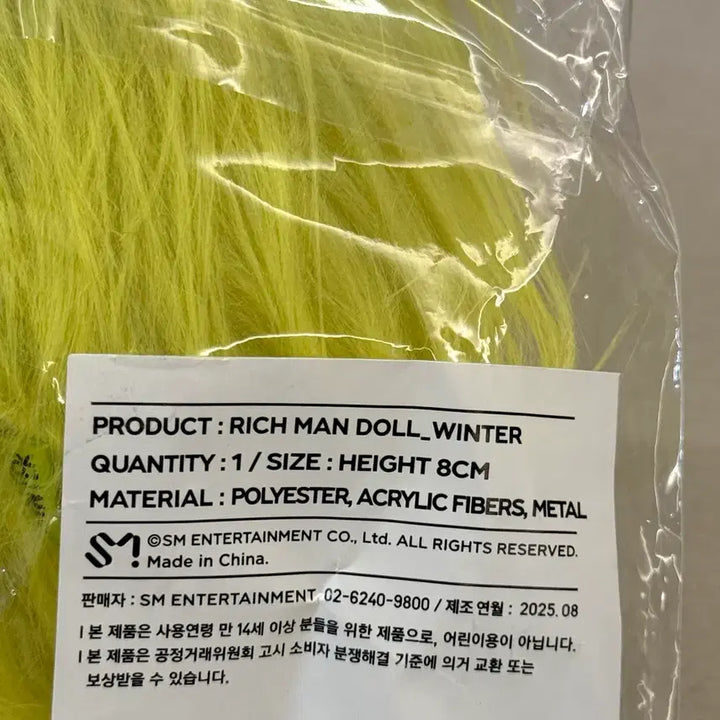 PRODUCT : RICH MAN DOLL_WINTER
QUANTITY : 1 / SIZE : HEIGHT 8CM
MATERIAL : POLYESTER, ACRYLIC FIBERS, METAL
SM ©SM ENTERTAINMENT CO., Ltd. ALL RIGHTS RESERVED.
Made in China.
판매자 : SM ENTERTAINMENT 02-6240-9800 / 제조 연월 : 2025.08
l 본 제품은 사용연령 만 14세 이상 분들을 위한 제품으로, 어린이용이 아닙니다.
l 본 제품은 공정거래위원회 고시 소비자 분쟁해결 기준에 의거 교환 또는
보상받을 수 있습니다.